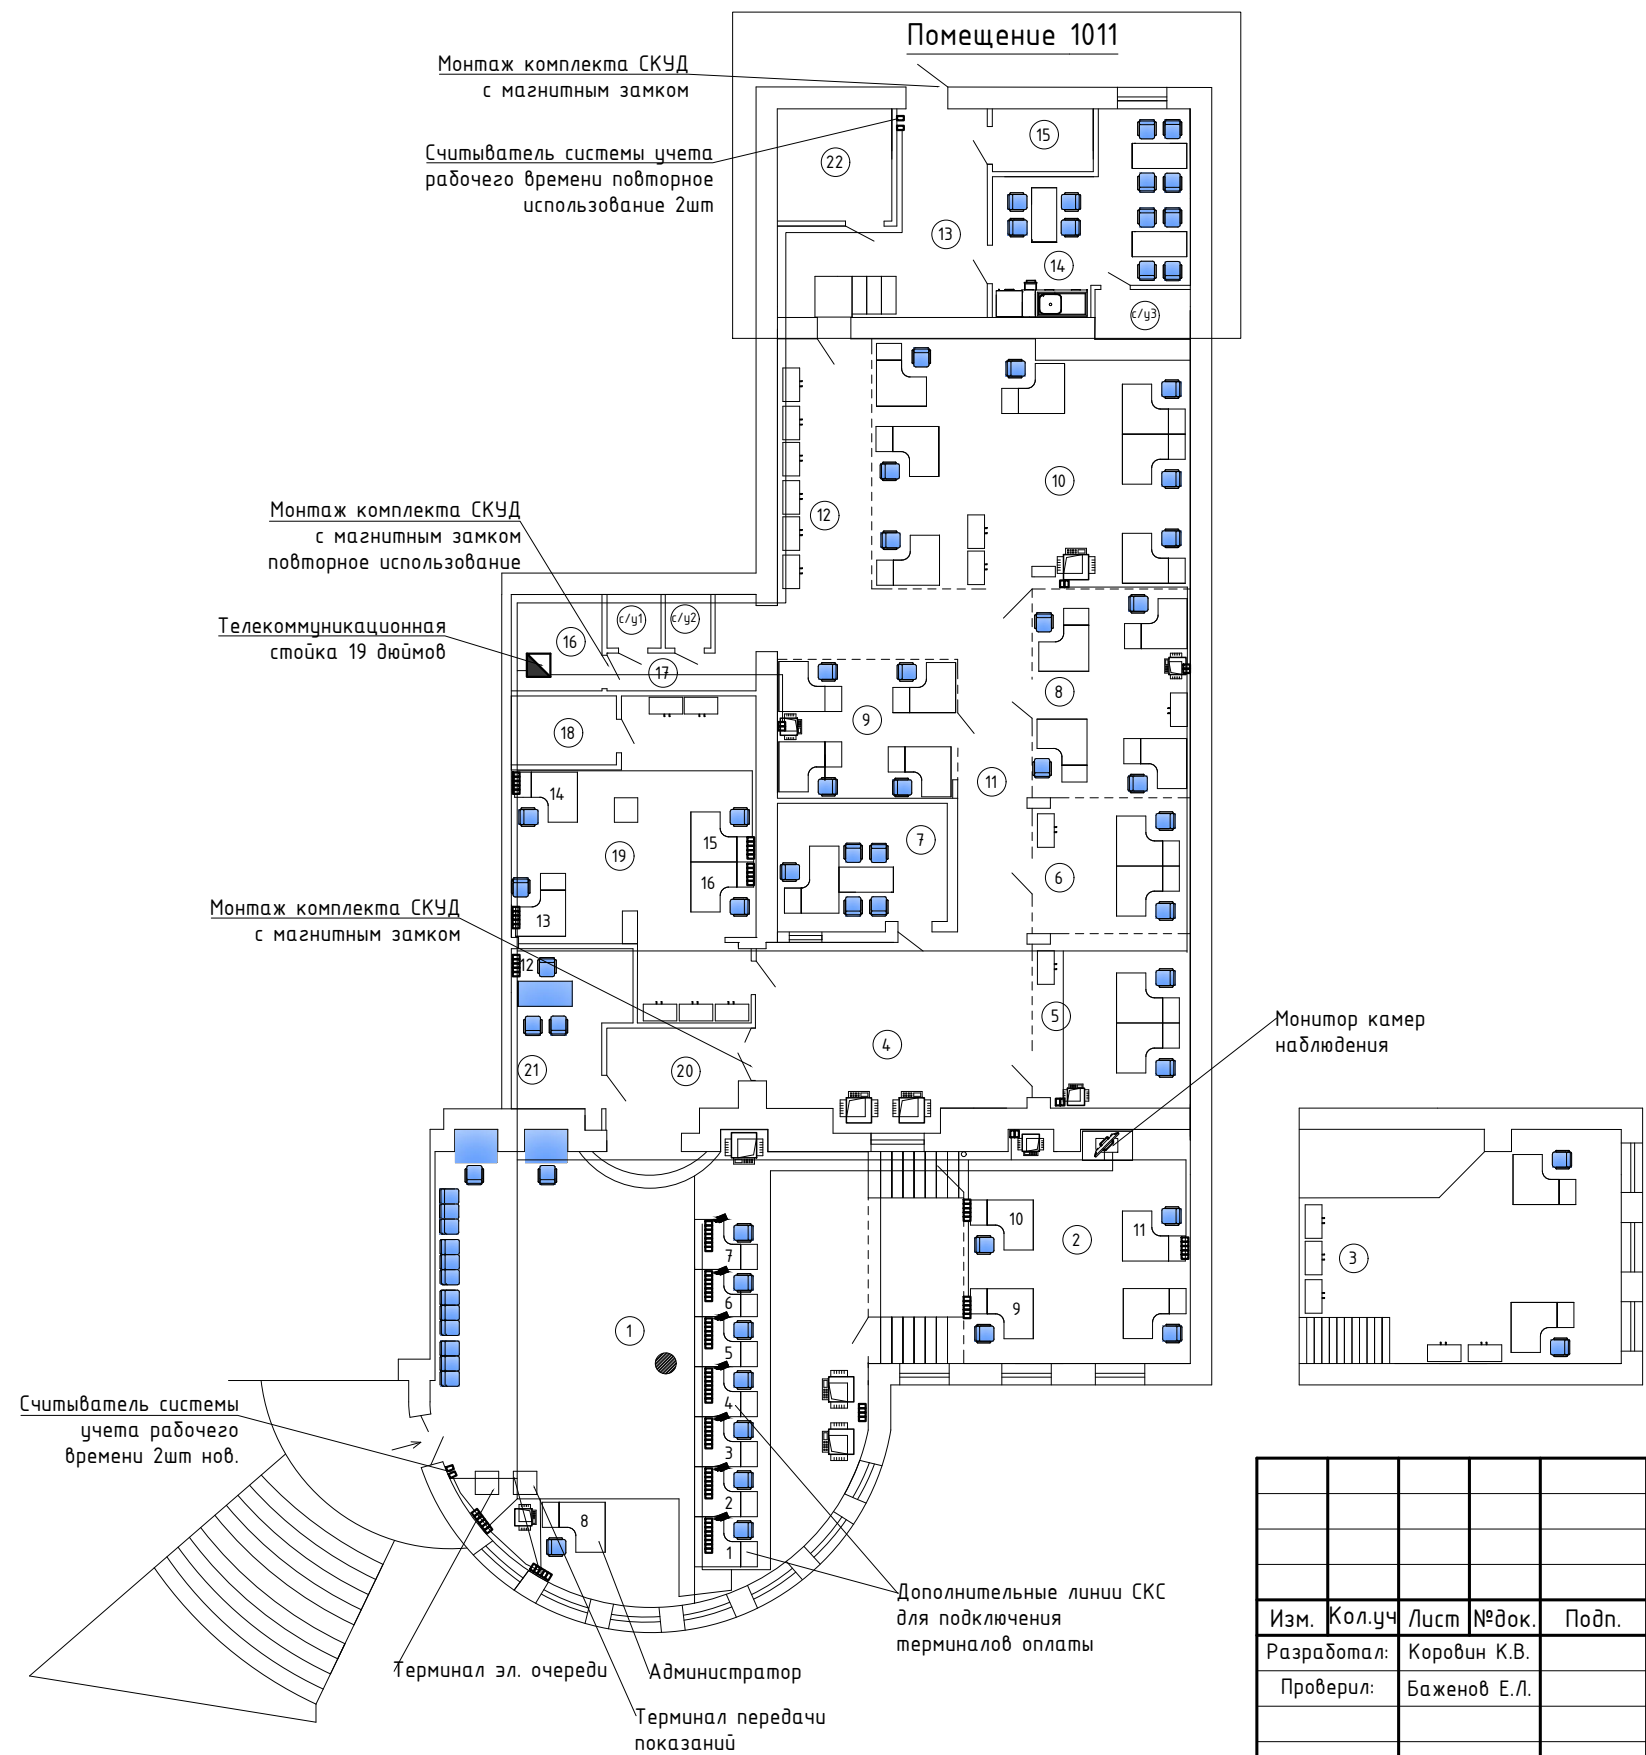 Помещение 1011
Монтаж комплекта СКУД
с магнитным замком
15
Считыватель системы учета
рабочего времени повторное
использование 2шт
22
13
14
с/у3
Монтаж комплекта СКУД
с магнитным замком
повторное использование
10
12
Телекоммуникационная
стойка 19 дюймов
16
с/у1
с/у2
17
8
9
18
11
14
15
7
19
16
6
13
Монтаж комплекта СКУД
с магнитным замком
12
5
Монитор камер
наблюдения
4
21
20
10
11
2
7
3
6
9
1
5
4
Считыватель системы
учета рабочего
времени 2шт нов.
3
2
8
1
Дополнительные линии СКС
для подключения
терминалов оплаты
Терминал эл. очереди
Администратор
Терминал передачи
показаний
Изм. Кол.уч Лист №док. Подп.
Разработал: Коровин К.В.
Проверил: Баженов Е.Л.